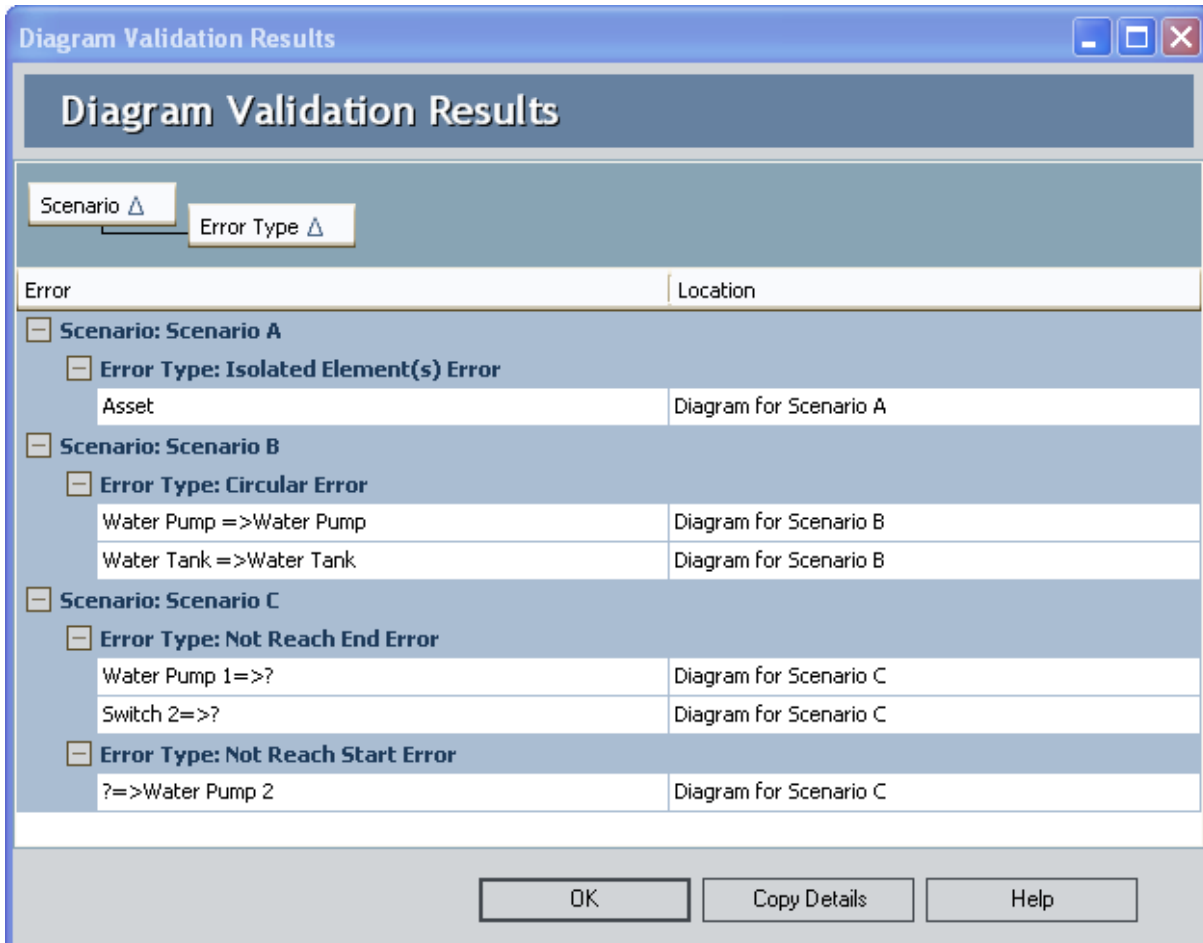 Diagram Validation Results
Diagram Validation Results
Scenario
Error Type
Error Location
Scenario: Scenario A
Error Type: Isolated Element(s) Error
Asset Diagram for Scenario A
Scenario: Scenario B
Error Type: Circular Error
Water Pump =>Water Pump Diagram for Scenario B
Water Tank =>Water Tank Diagram for Scenario B
Scenario: Scenario C
Error Type: Not Reach End Error
Water Pump 1=>? Diagram for Scenario C
Switch 2=>? Diagram for Scenario C
Error Type: Not Reach Start Error
?=>Water Pump 2 Diagram for Scenario C
OK Copy Details Help